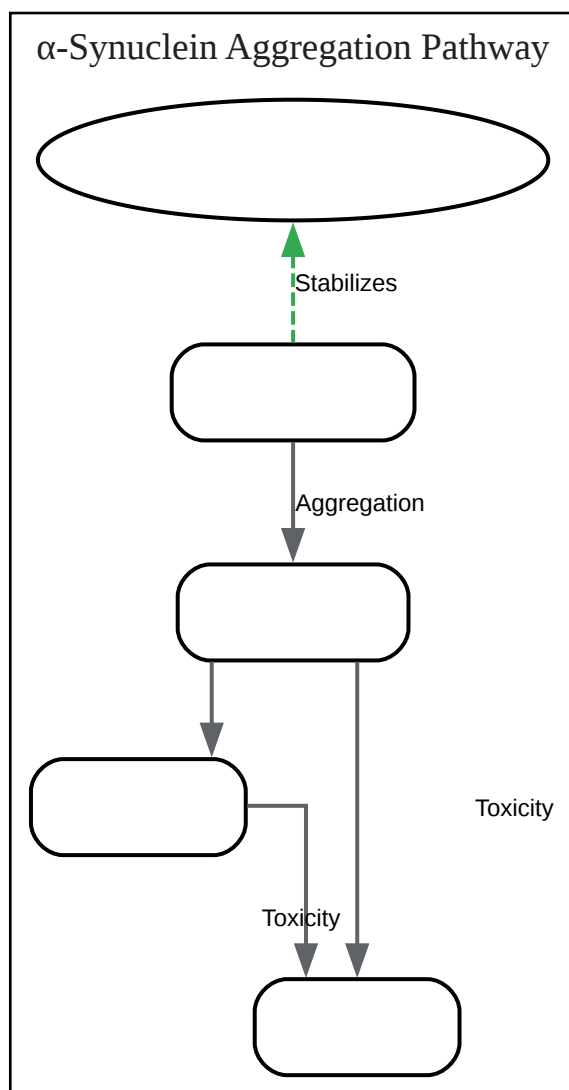 α-Synuclein Aggregation Pathway
Stabilizes
Aggregation
Toxicity
Toxicity